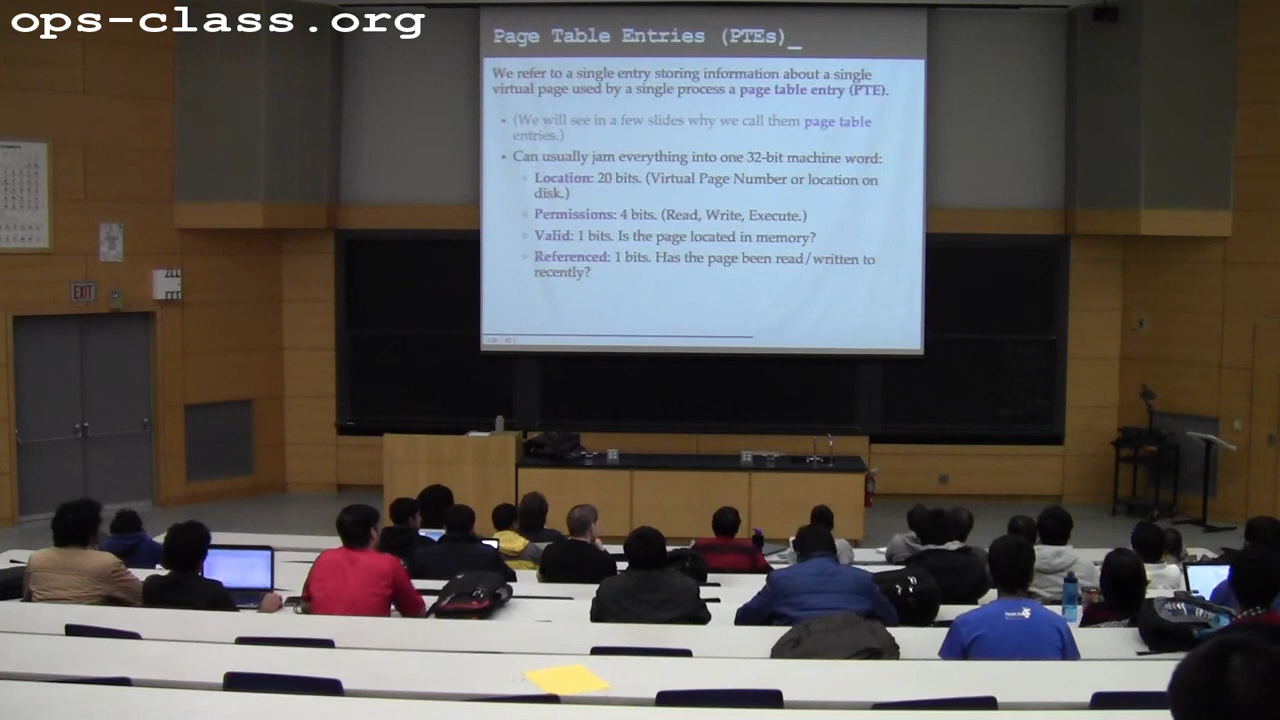 ops-class.org
Page Table Entries (PTEs)_
We refer to a single entry storing information about a single
virtual page used by a single process a page table entry (PTE).
• (We will see in a few slides why we call them page table
entries.)
• Can usually jam everything into one 32-bit machine word:
Location: 20 bits. (Virtual Page Number or location on
disk.)
Permissions: 4 bits. (Read, Write, Execute.)
Valid: 1 bits. Is the page located in memory?
Referenced: 1 bits. Has the page been read/written to
recently?
EXIT